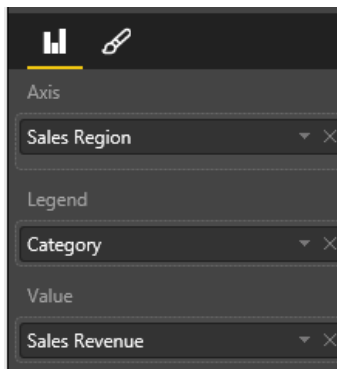 Axis
Sales Region
Legend
Category
Value
Sales Revenue